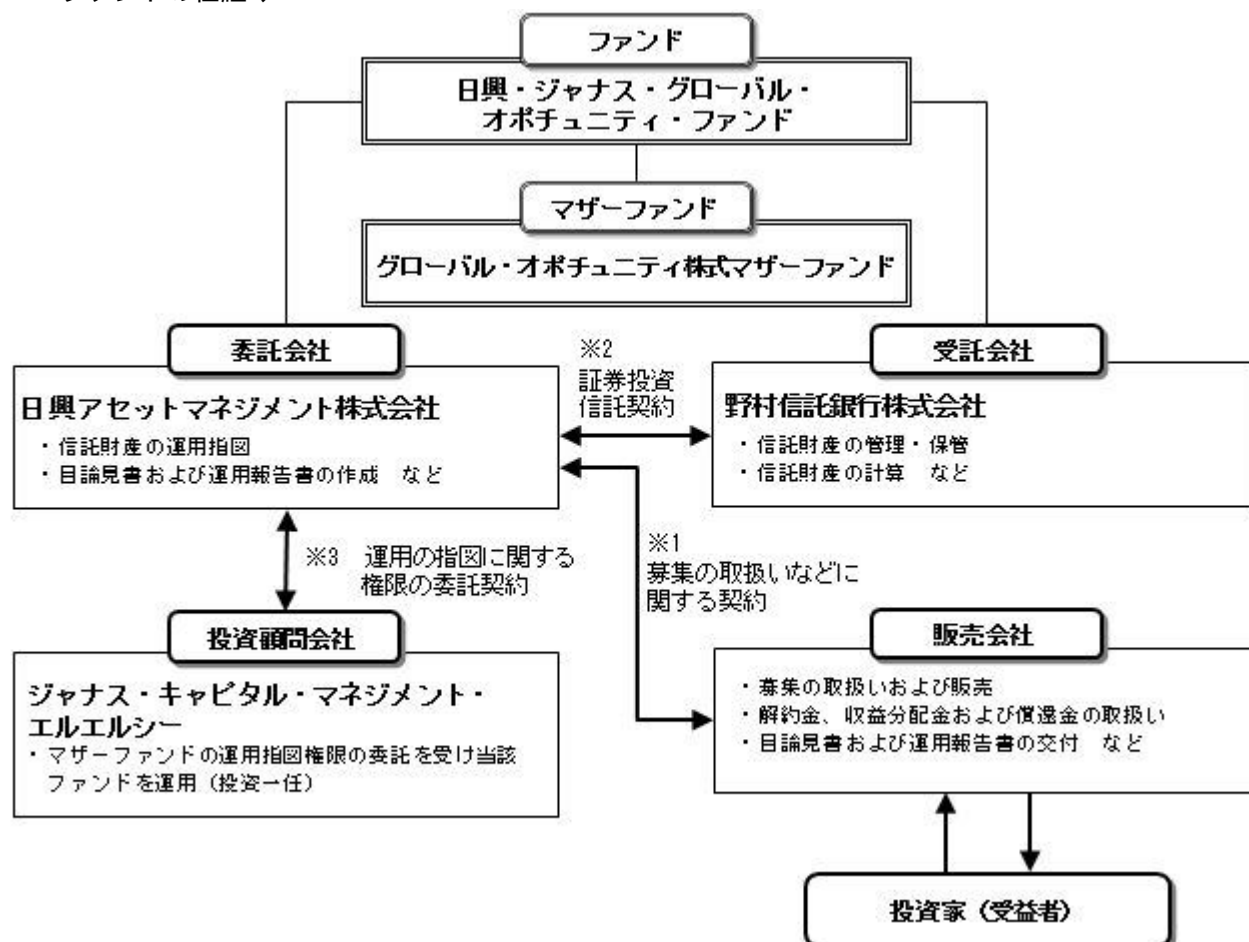 ファンド
日興・ジャナス・グローバル・
オポチュニティ・ファンド
マザーファンド
グローバル・オポチュニティ株式マザーファンド
委託会社
日興アセットマネジメント株式会社
・信託財産の運用指図
・目論見書および運用報告書の作成 など
※2
証券投資
信託契約
受託会社
野村信託銀行株式会社
・信託財産の管理・保管
・信託財産の計算 など
※3 運用の指図に関する
権限の委託契約
※1
募集の取扱いなどに
関する契約
投資顧問会社
ジャナス・キャピタル・マネジメント・
エルエルシー
・マザーファンドの運用指図権限の委託を受け当該
ファンドを運用（投資一任）
販売会社
・募集の取扱いおよび販売
・解約金、収益分配金および償還金の取扱い
・目論見書および運用報告書の交付 など
投資家（受益者）